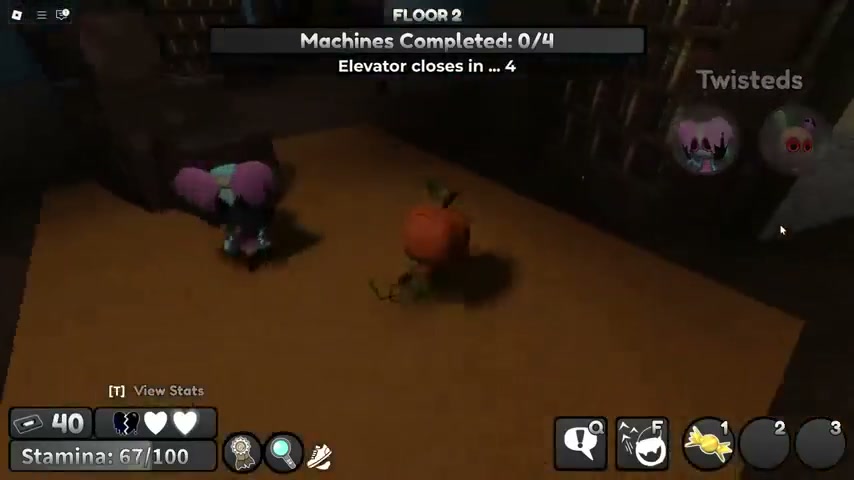 FLOOR 2
Machines Completed: 0/4
Elevator closes in ... 4
Twisteds
[T] View Stats
40
Stamina: 67/100
Q
F
1
2
3